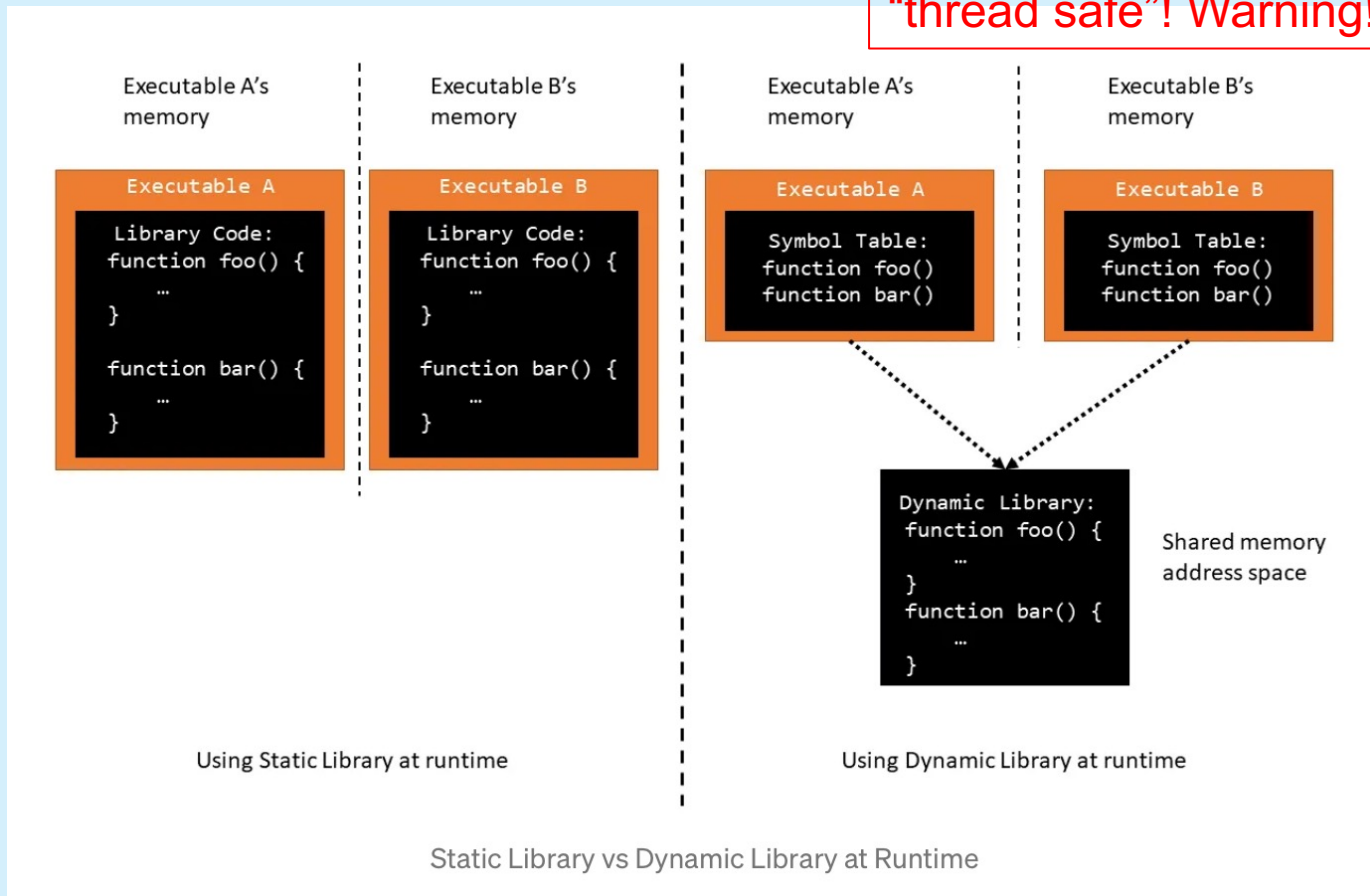 “thread safe”! Warning!
Executable A’s
memory
Executable B’s
memory
Executable A’s
memory
Executable B’s
memory
Executable A
Library Code:
function foo() {
…
}
function bar() {
…
}
Executable B
Library Code:
function foo() {
…
}
function bar() {
…
}
Executable A
Symbol Table:
function foo()
function bar()
Executable B
Symbol Table:
function foo()
function bar()
Dynamic Library:
function foo() {
…
}
function bar() {
…
}
Shared memory
address space
Using Static Library at runtime
Using Dynamic Library at runtime
Static Library vs Dynamic Library at Runtime